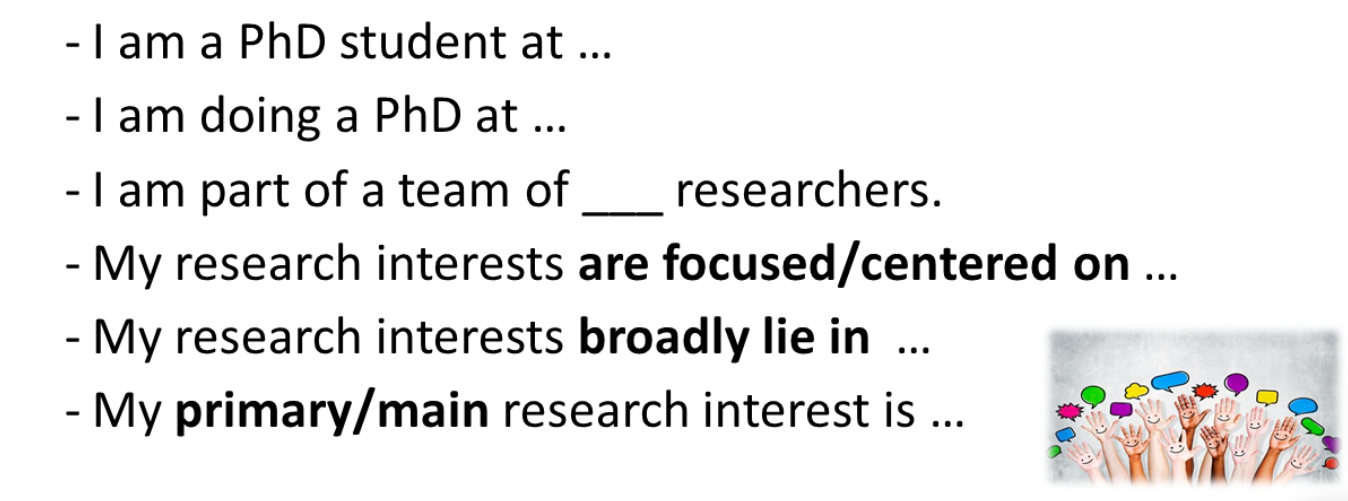 - I am a PhD student at ...
- I am doing a PhD at ...
- I am part of a team of ___ researchers.
- My research interests are focused/centered on ...
- My research interests broadly lie in ...
- My primary/main research interest is ...